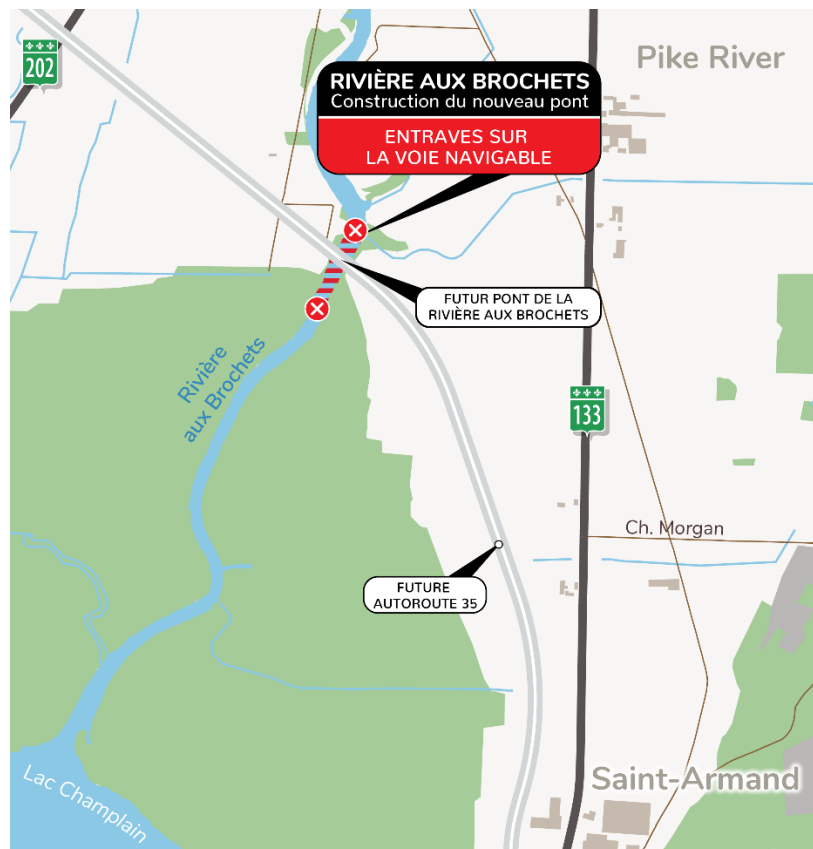 202
Pike River
RIVIÈRE AUX BROCHETS
Construction du nouveau pont
ENTRAVES SUR
LA VOIE NAVIGABLE
FUTUR PONT DE LA
RIVIÈRE AUX BROCHETS
Rivière
aux Brochets
133
Ch. Morgan
FUTURE
AUTOROUTE 35
Saint-Armand
Lac Champlain